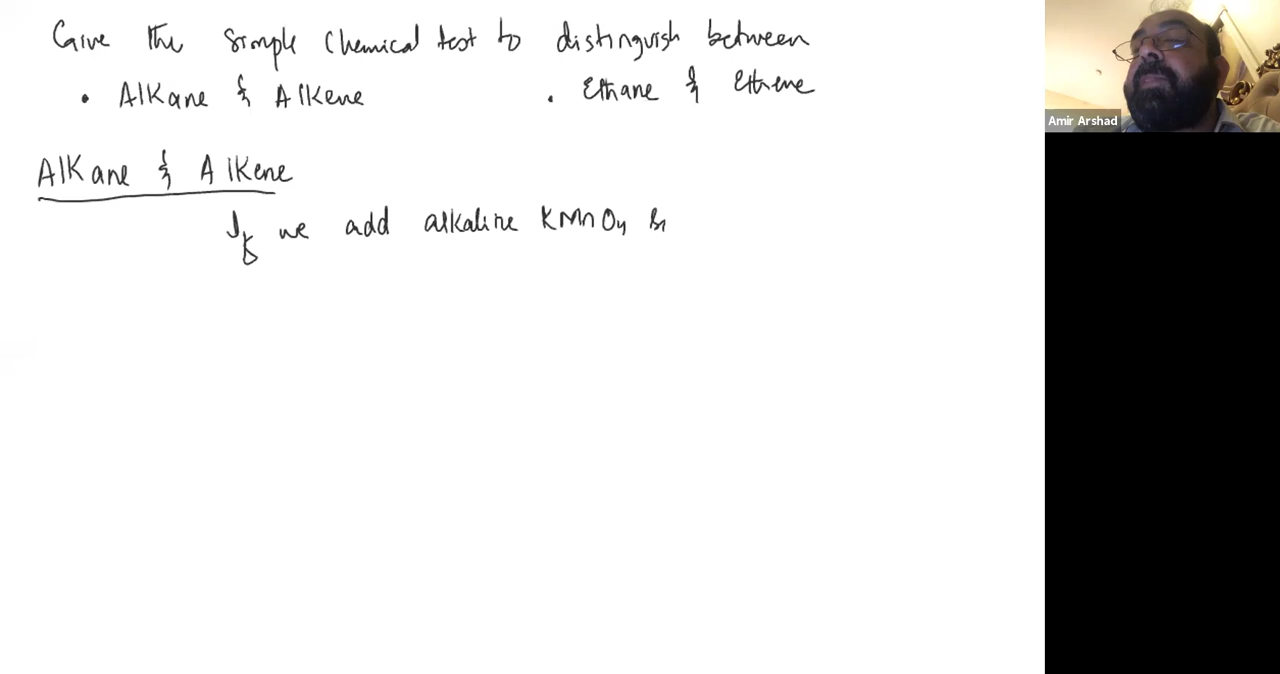 Give the simple Chemical test to distinguish between
• Alkane & Alkene • Ethane & Ethene
Alkane & Alkene
If we add alkaline KMnO4
Amir Arshad